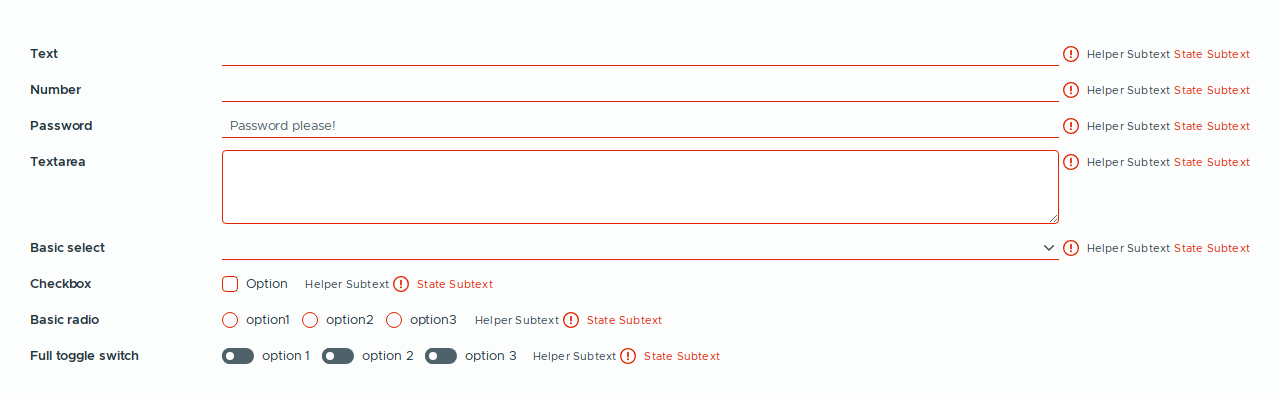 Text Helper Subtext State Subtext
Number Helper Subtext State Subtext
Password Password please! Helper Subtext State Subtext
Textarea Helper Subtext State Subtext
Basic select Helper Subtext State Subtext
Checkbox Option Helper Subtext State Subtext
Basic radio option1 option2 option3 Helper Subtext State Subtext
Full toggle switch option 1 option 2 option 3 Helper Subtext State Subtext